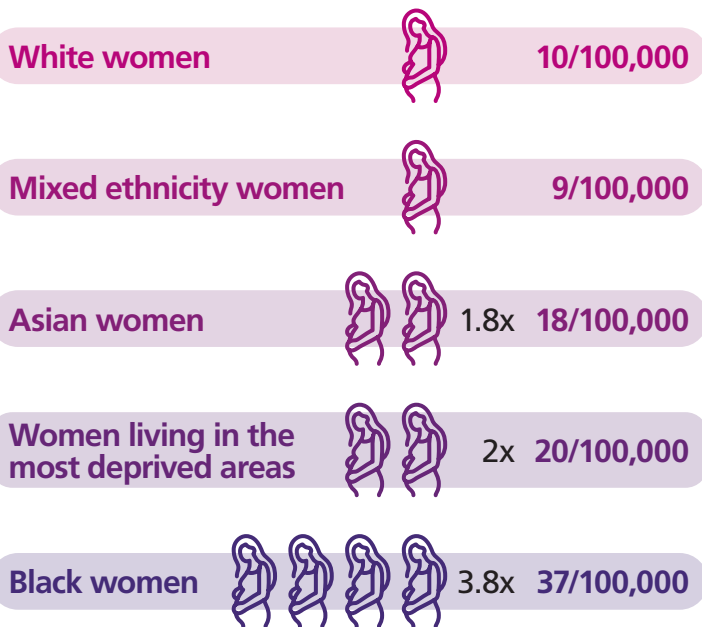 White women 10/100,000
Mixed ethnicity women 9/100,000
Asian women 1.8x 18/100,000
Women living in the
most deprived areas 2x 20/100,000
Black women 3.8x 37/100,000